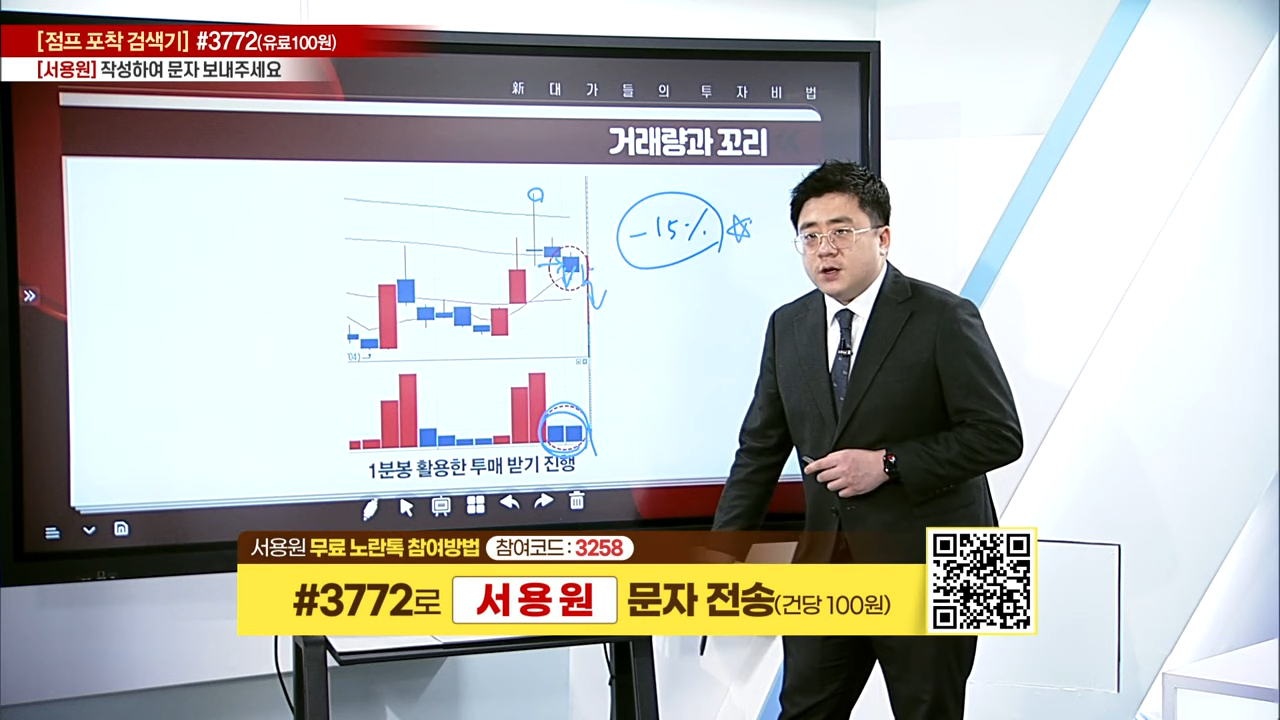 [점프 포착 검색기] #3772(유료100원)
[서용원] 작성하여 문자 보내주세요
新 대 가 들 의 투 자 비 법
거래량과 꼬리
-15%
04)
1분봉 활용한 투매 받기 진행
서용원 무료 노란톡 참여방법 참여코드 : 3258
#3772로 서용원 문자 전송(건당 100원)